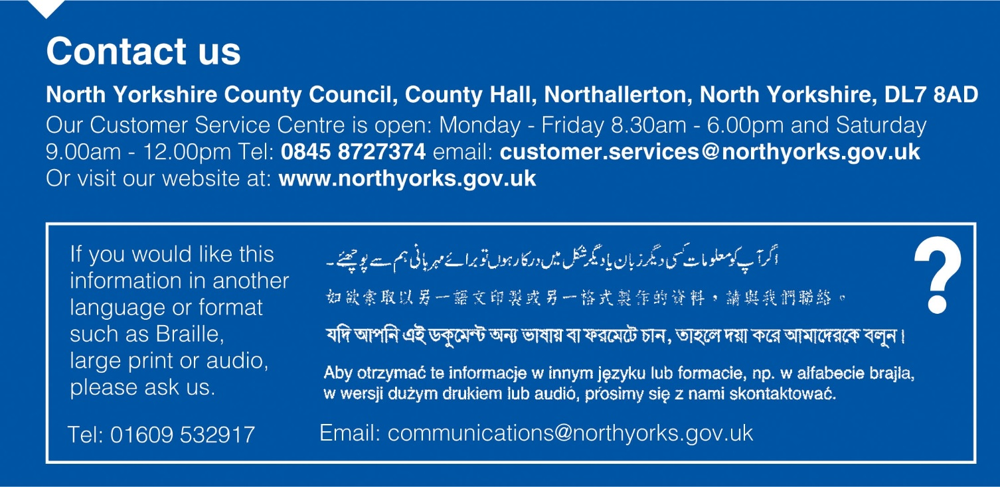 Contact us
North Yorkshire County Council, County Hall, Northallerton, North Yorkshire, DL7 8AD
Our Customer Service Centre is open: Monday - Friday 8.30am - 6.00pm and Saturday
9.00am - 12.00pm Tel: 0845 8727374 email: customer.services@northyorks.gov.uk
Or visit our website at: www.northyorks.gov.uk
If you would like this
information in another
language or format
such as Braille,
large print or audio,
please ask us.
Tel: 01609 532917
اگر آپ کو معلومات کسی دیگر زبان یا دیگر شکل میں درکار ہوں تو برائے مہربانی ہم سے پوچھئے۔
如欲索取以另一語文印製或另一格式製作的資料，請與我們聯絡。
যদি আপনি এই ডকুমেন্ট অন্য ভাষায় বা ফরমেটে চান, তাহলে দয়া করে আমাদেরকে বলুন।
Aby otrzymać te informacje w innym języku lub formacie, np. w alfabecie brajla,
w wersji dużym drukiem lub audio, prosimy się z nami skontaktować.
Email: communications@northyorks.gov.uk
?